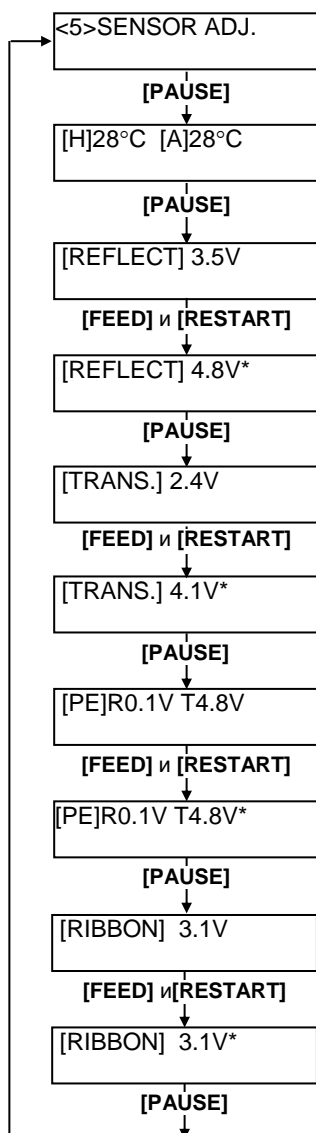 <5>SENSOR ADJ.
[PAUSE]
[H]28°C [A]28°C
[PAUSE]
[REFLECT] 3.5V
[FEED] и [RESTART]
[REFLECT] 4.8V*
[PAUSE]
[TRANS.] 2.4V
[FEED] и [RESTART]
[TRANS.] 4.1V*
[PAUSE]
[PE]R0.1V T4.8V
[FEED] и [RESTART]
[PE]R0.1V T4.8V*
[PAUSE]
[RIBBON] 3.1V
[FEED] и[RESTART]
[RIBBON] 3.1V*
[PAUSE]